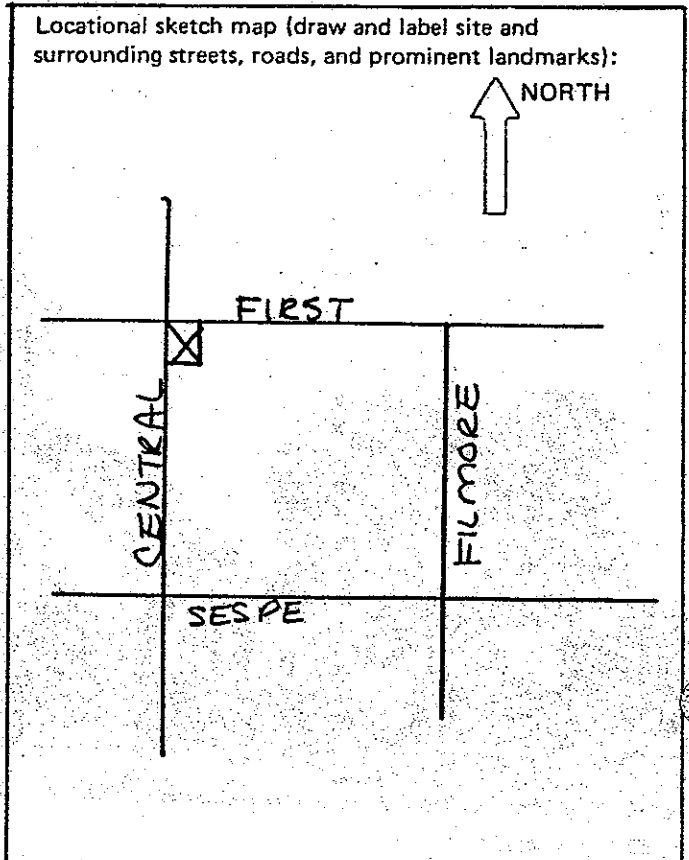 Locational sketch map (draw and label site and
surrounding streets, roads, and prominent landmarks):
NORTH
FIRST
CENTRAL
FILMORE
SESPE